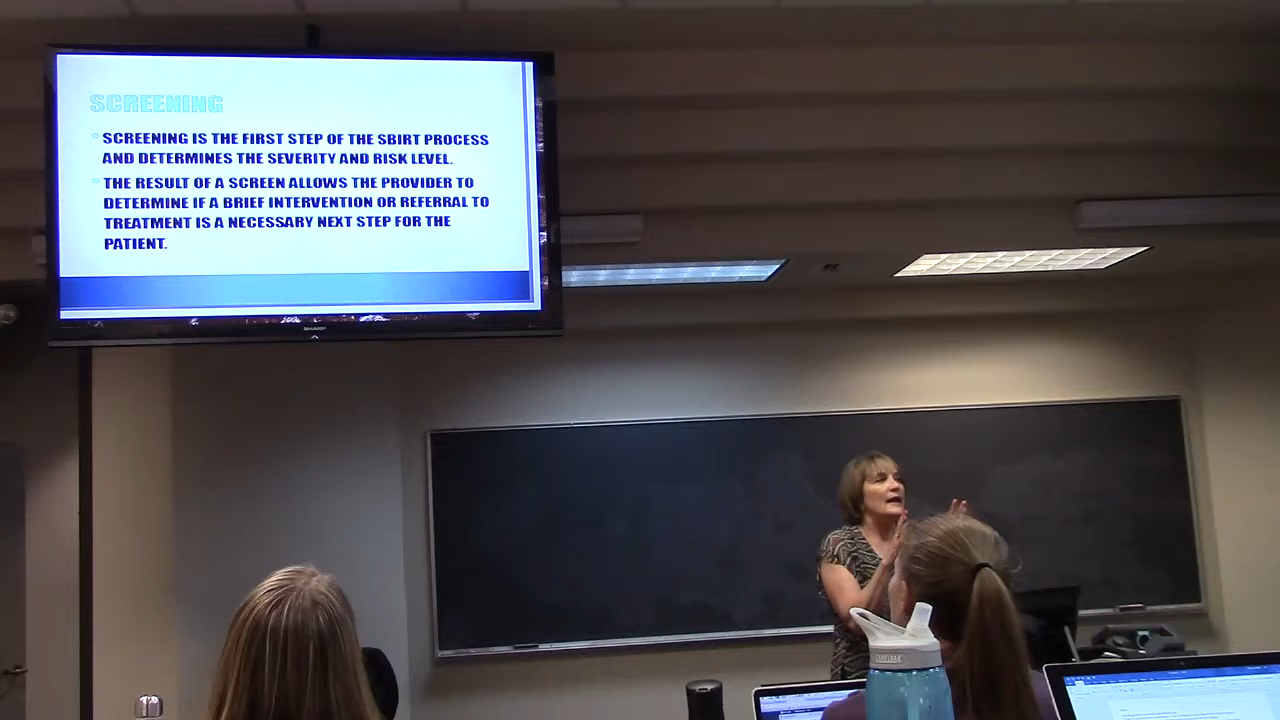 SCREENING
SCREENING IS THE FIRST STEP OF THE SBIRT PROCESS
AND DETERMINES THE SEVERITY AND RISK LEVEL.
THE RESULT OF A SCREEN ALLOWS THE PROVIDER TO
DETERMINE IF A BRIEF INTERVENTION OR REFERRAL TO
TREATMENT IS A NECESSARY NEXT STEP FOR THE
PATIENT.
SHARP
CAMELBAK